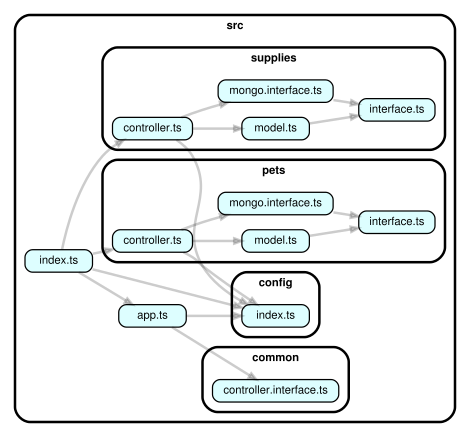 src
supplies
mongo.interface.ts
interface.ts
controller.ts
model.ts
pets
mongo.interface.ts
interface.ts
controller.ts
model.ts
index.ts
config
app.ts
index.ts
common
controller.interface.ts